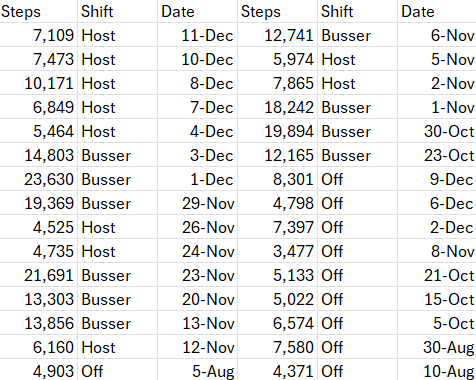 Steps Shift Date Steps Shift Date
7,109 Host 11-Dec 12,741 Busser 6-Nov
7,473 Host 10-Dec 5,974 Host 5-Nov
10,171 Host 8-Dec 7,865 Host 2-Nov
6,849 Host 7-Dec 18,242 Busser 1-Nov
5,464 Host 4-Dec 19,894 Busser 30-Oct
14,803 Busser 3-Dec 12,165 Busser 23-Oct
23,630 Busser 1-Dec 8,301 Off 9-Dec
19,369 Busser 29-Nov 4,798 Off 6-Dec
4,525 Host 26-Nov 7,397 Off 2-Dec
4,735 Host 24-Nov 3,477 Off 8-Nov
21,691 Busser 23-Nov 5,133 Off 21-Oct
13,303 Busser 20-Nov 5,022 Off 15-Oct
13,856 Busser 13-Nov 6,574 Off 5-Oct
6,160 Host 12-Nov 7,580 Off 30-Aug
4,903 Off 5-Aug 4,371 Off 10-Aug